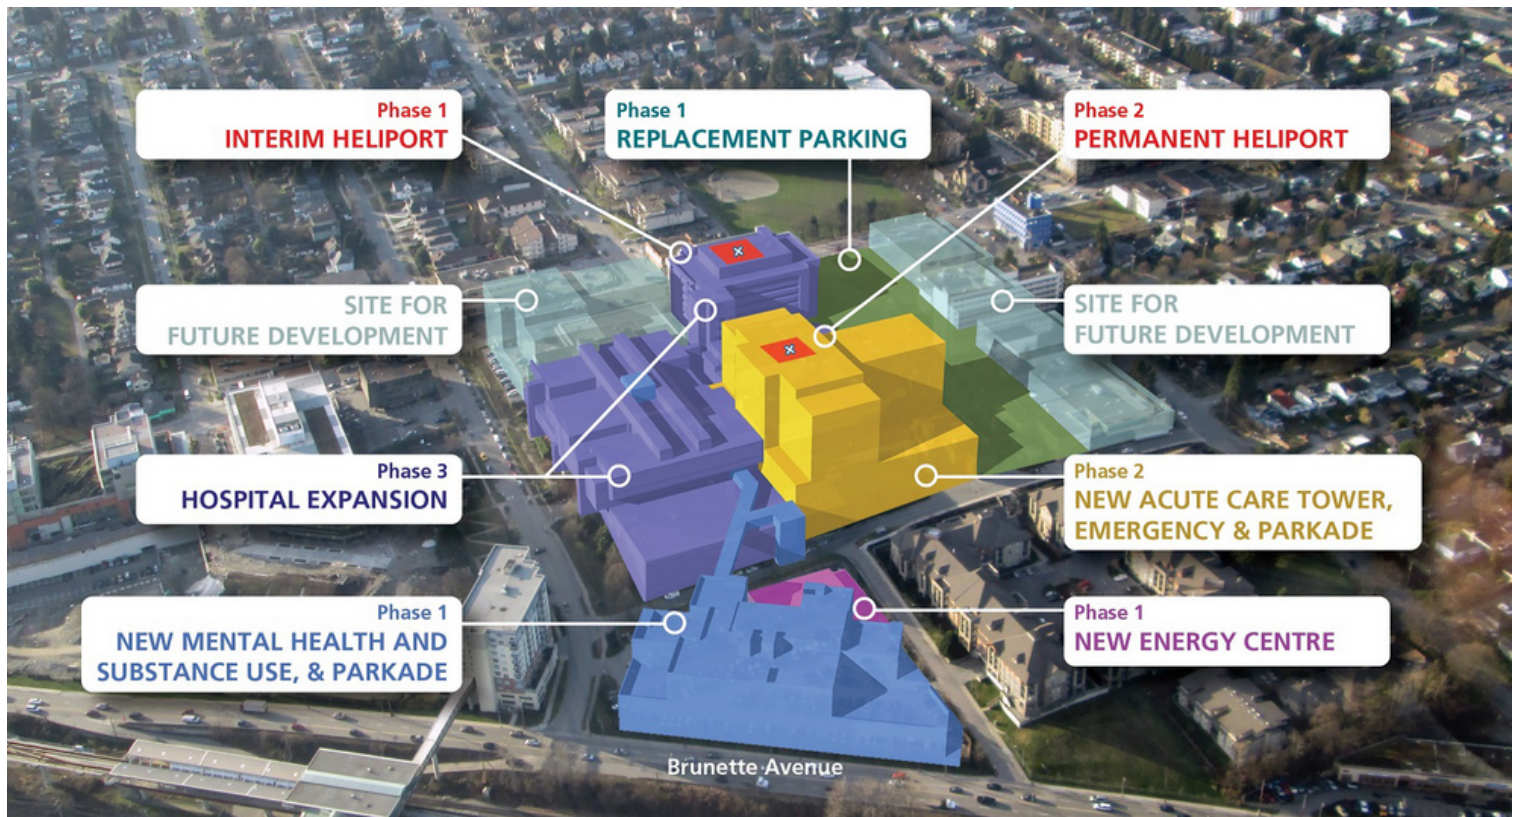 Phase 1
INTERIM HELIPORT
Phase 1
REPLACEMENT PARKING
Phase 2
PERMANENT HELIPORT
SITE FOR
FUTURE DEVELOPMENT
SITE FOR
FUTURE DEVELOPMENT
Phase 3
HOSPITAL EXPANSION
Phase 2
NEW ACUTE CARE TOWER,
EMERGENCY & PARKADE
Phase 1
NEW MENTAL HEALTH AND
SUBSTANCE USE, & PARKADE
Phase 1
NEW ENERGY CENTRE
Brunette Avenue